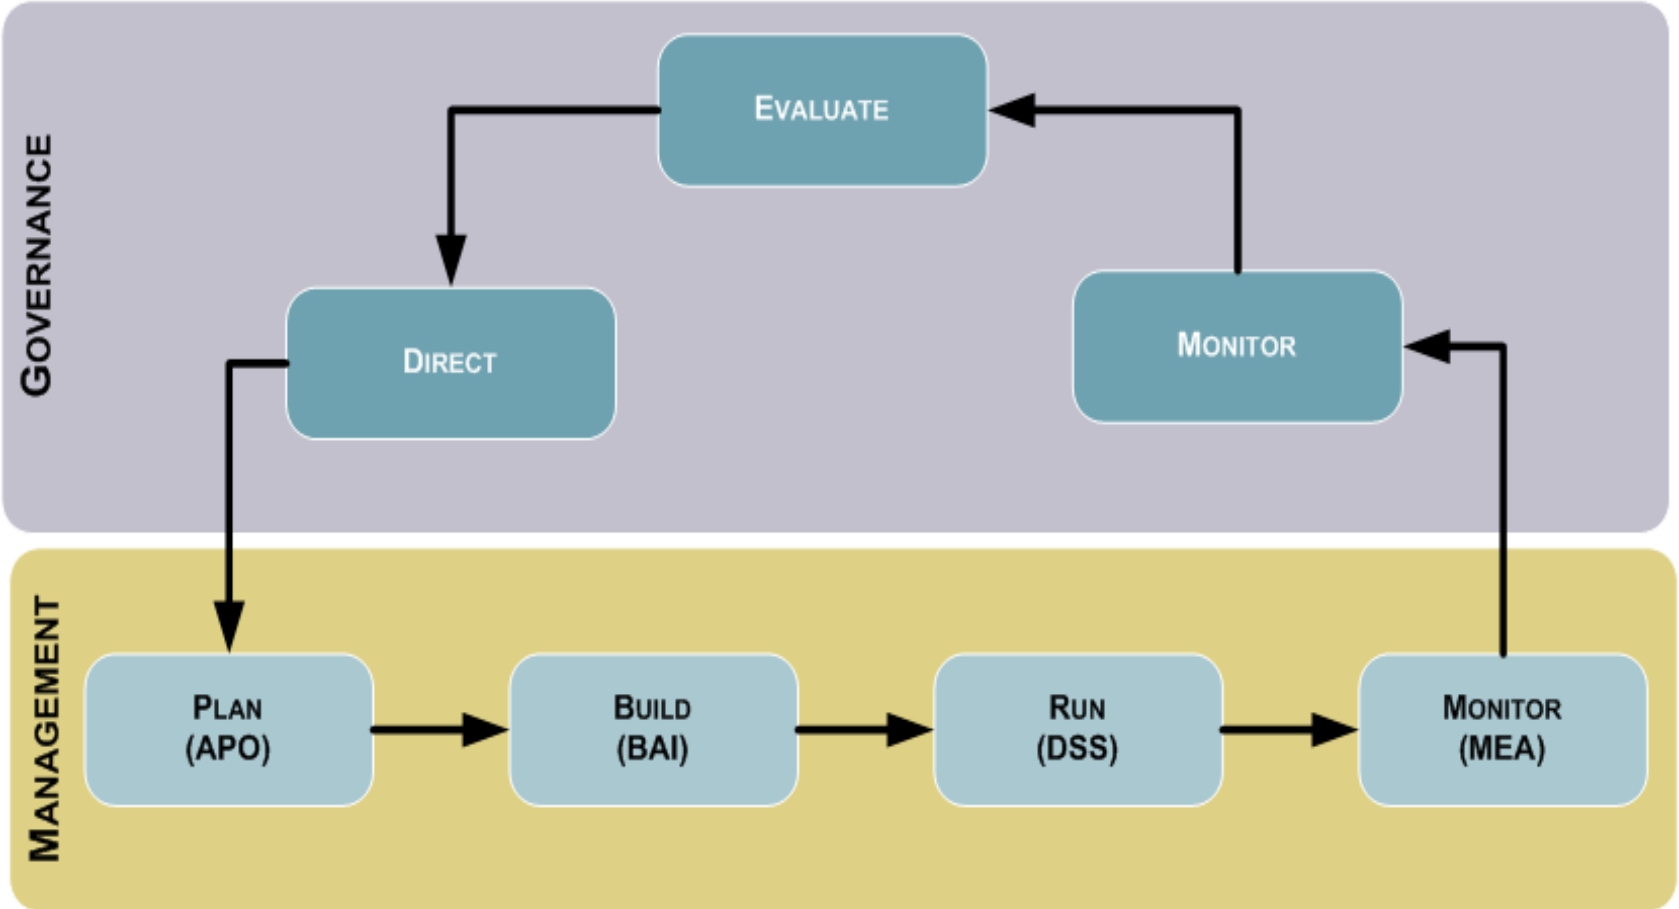 GOVERNANCE
EVALUATE
DIRECT
MONITOR
MANAGEMENT
PLAN
(APO)
BUILD
(BAI)
RUN
(DSS)
MONITOR
(MEA)